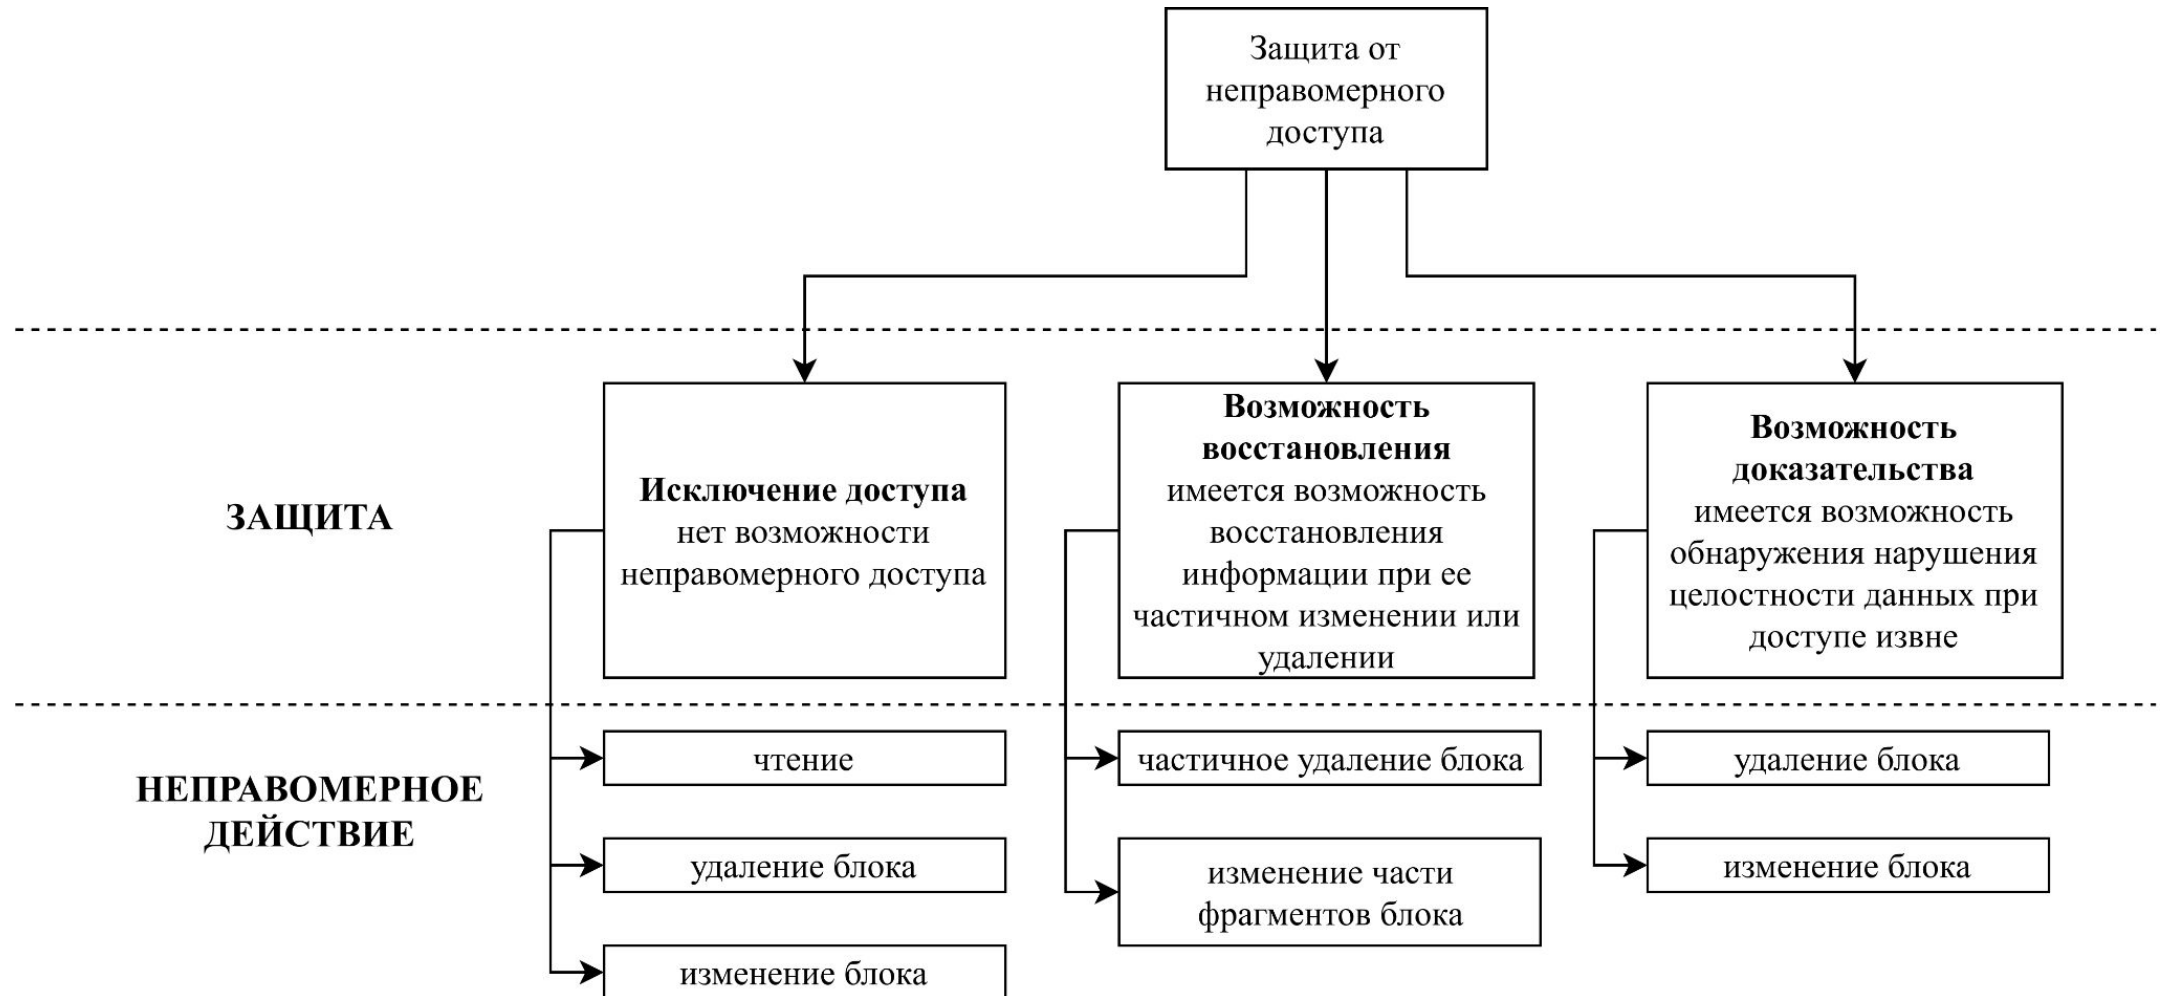 Защита от
неправомерного
доступа
ЗАЩИТА
Исключение доступа
нет возможности
неправомерного доступа
Возможность
восстановления
имеется возможность
восстановления
информации при ее
частичном изменении или
удалении
Возможность
доказательства
имеется возможность
обнаружения нарушения
целостности данных при
доступе извне
НЕПРАВОМЕРНОЕ
ДЕЙСТВИЕ
чтение
удаление блока
изменение блока
частичное удаление блока
изменение части
фрагментов блока
удаление блока
изменение блока